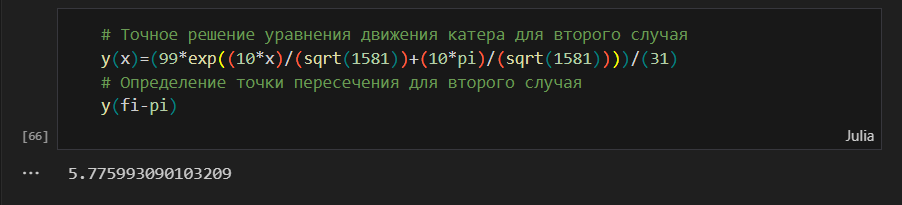 # Точное решение уравнения движения катера для второго случая
y(x)=(99*exp((10*x)/(sqrt(1581))+(10*pi)/(sqrt(1581))))/(31)
# Определение точки пересечения для второго случая
y(fi-pi)
[66]
Julia
... 5.775993090103209